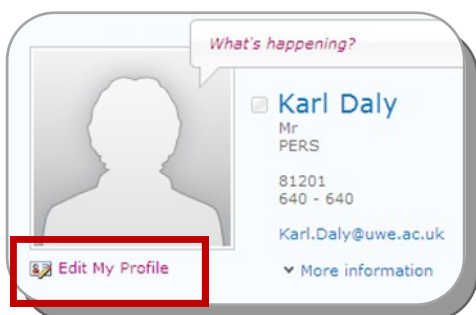 What's happening?
Karl Daly
Mr
PERS
81201
640 - 640
Karl.Daly@uwe.ac.uk
Edit My Profile
More information